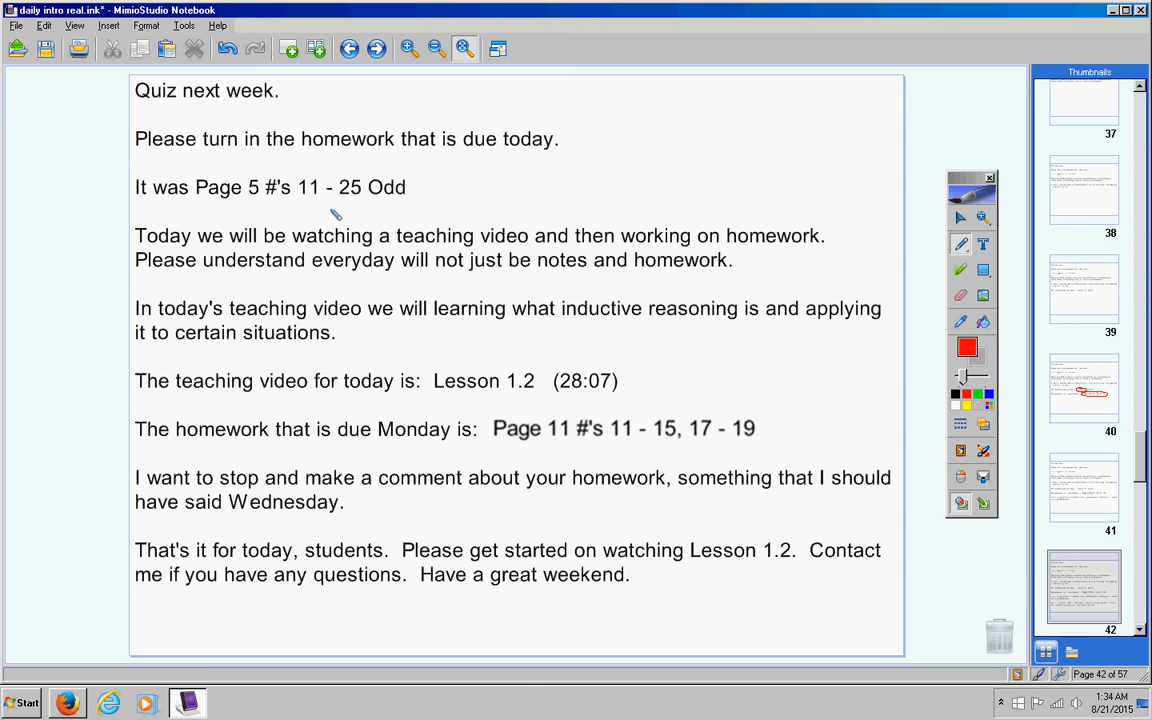 daily intro real.ink* - MimioStudio Notebook
File Edit View Insert Format Tools Help
Quiz next week.
Please turn in the homework that is due today.
It was Page 5 #'s 11 - 25 Odd
Today we will be watching a teaching video and then working on homework.
Please understand everyday will not just be notes and homework.
In today's teaching video we will learning what inductive reasoning is and applying
it to certain situations.
The teaching video for today is: Lesson 1.2 (28:07)
The homework that is due Monday is: Page 11 #'s 11 - 15, 17 - 19
I want to stop and make a comment about your homework, something that I should
have said Wednesday.
That's it for today, students. Please get started on watching Lesson 1.2. Contact
me if you have any questions. Have a great weekend.
T
Thumbnails
37
38
39
40
41
42
Page 42 of 57
Start
1:34 AM
8/21/2015